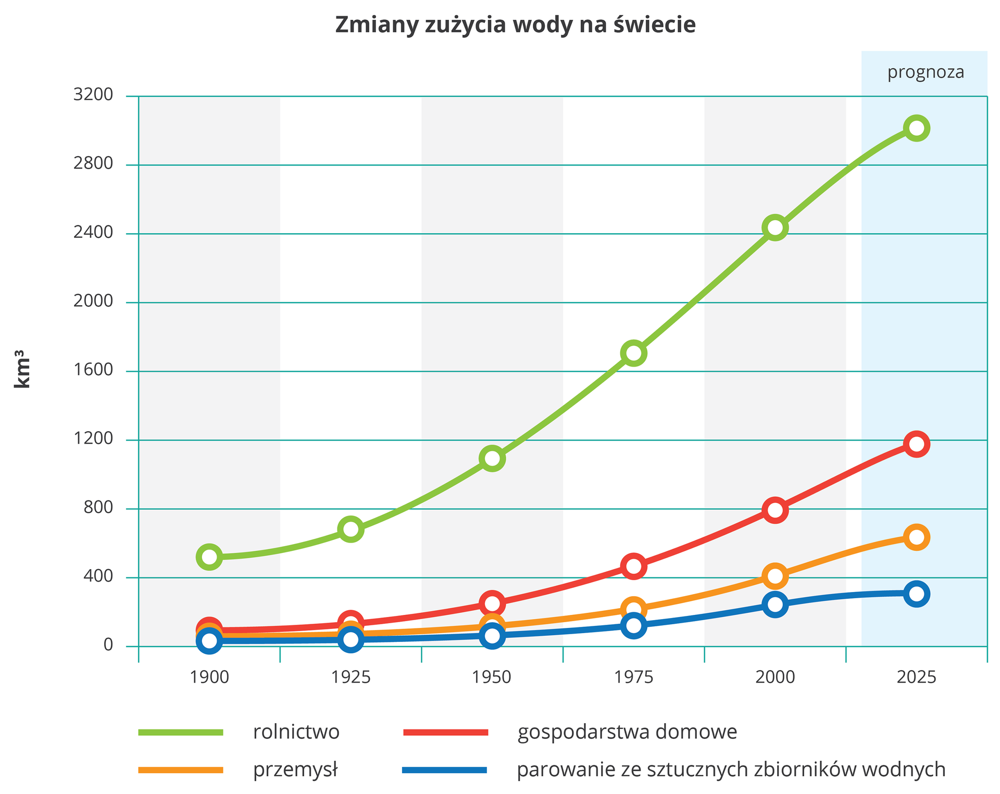 Zmiany zużycia wody na świecie
prognoza
3200
2800
2400
2000
1600
1200
800
400
0
km³
1900 1925 1950 1975 2000 2025
rolnictwo gospodarstwa domowe
przemysł parowanie ze sztucznych zbiorników wodnych